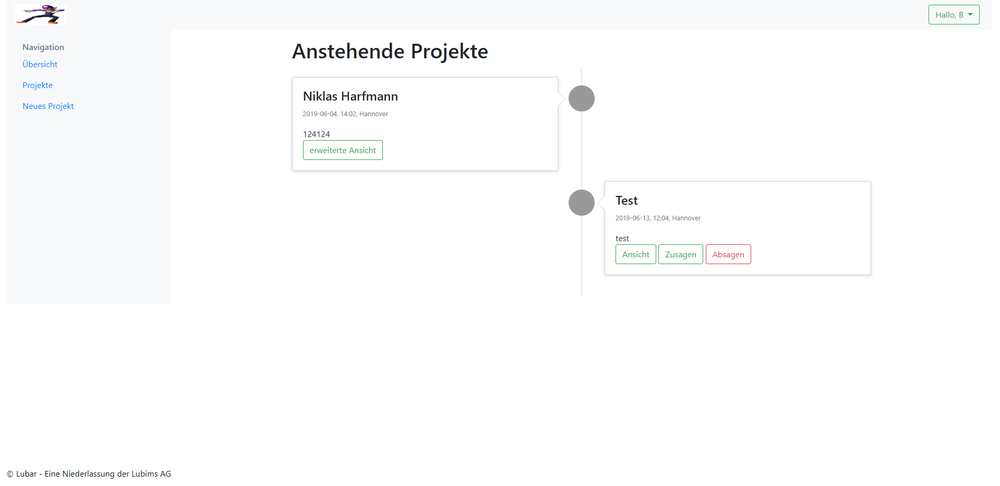 Hallo, B
Navigation
Übersicht
Projekte
Neues Projekt
Anstehende Projekte
Niklas Harfmann
2019-06-04, 14:02, Hannover
124124
erweiterte Ansicht
Test
2019-06-13, 12:04, Hannover
test
Ansicht Zusagen Absagen
© Lubar - Eine Niederlassung der Lubims AG